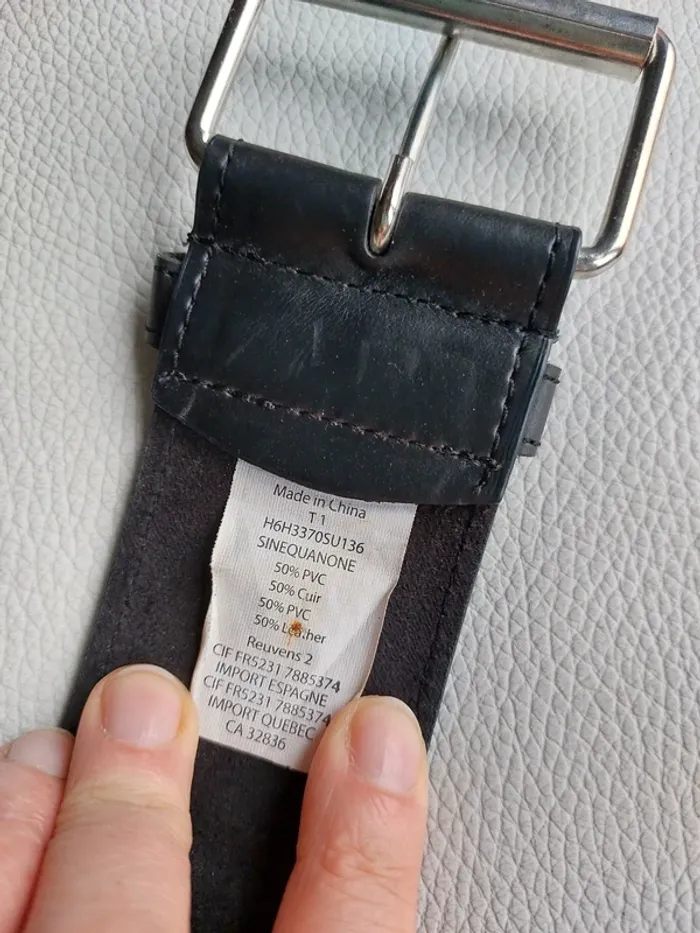 Made in China
T 1
H6H3370SU136
SINEQUANONE
50% PVC
50% Cuir
50% PVC
50% Leather
Reuvens 2
CIF FR5231 7885374
IMPORT ESPAGNE
CIF FR5231 7885374
IMPORT QUEBEC
CA 32836